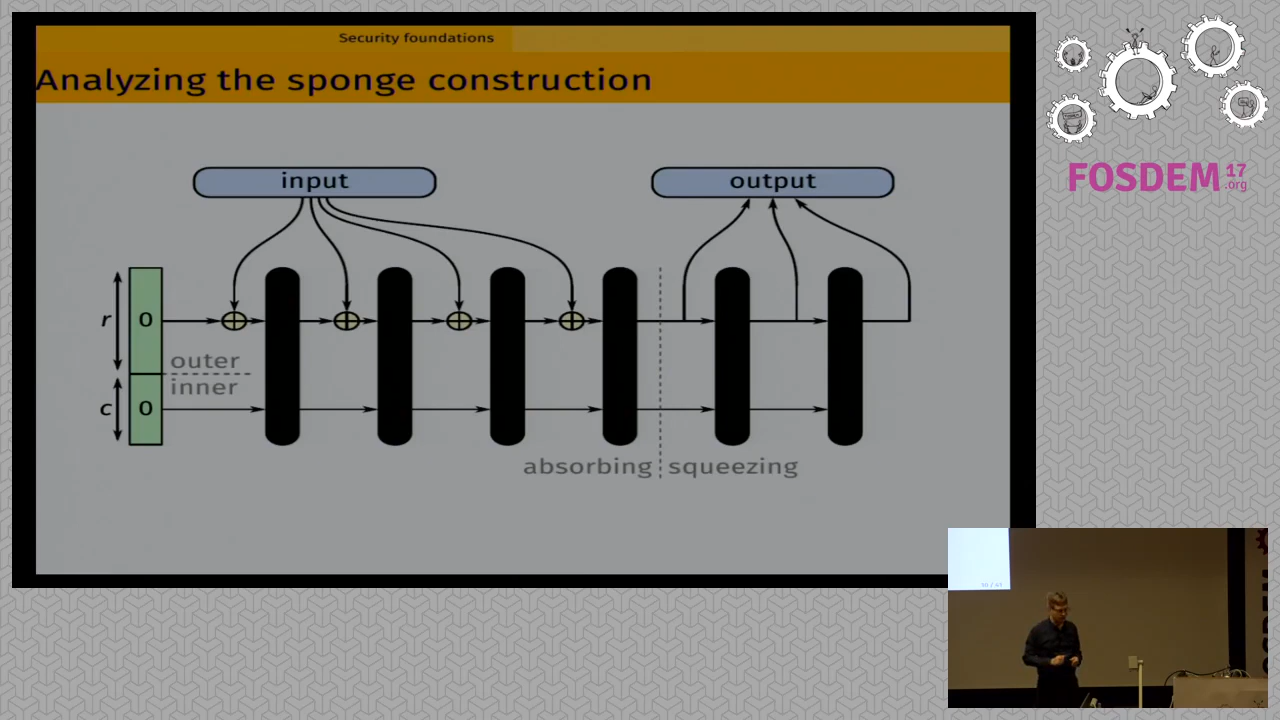 Security foundations
Analyzing the sponge construction
input
output
r
0
outer
inner
c
0
absorbing
squeezing
FOSDEM 17
.org